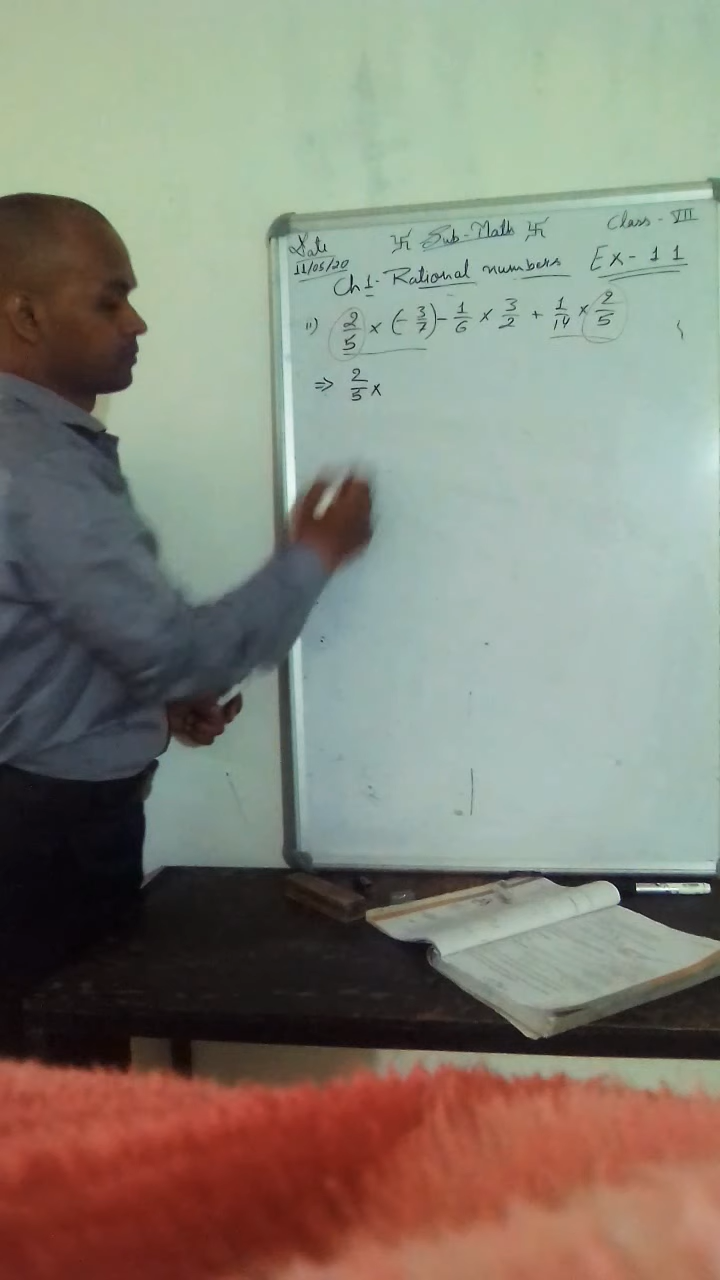 Date 卐 Sub-Math 卐 Class - VII
11/05/20
Ch 1- Rational numbers Ex - 1 1
ii) 2/5 × (- 3/7) - 1/6 × 3/2 + 1/14 × 2/5
⇒ 2/5 ×